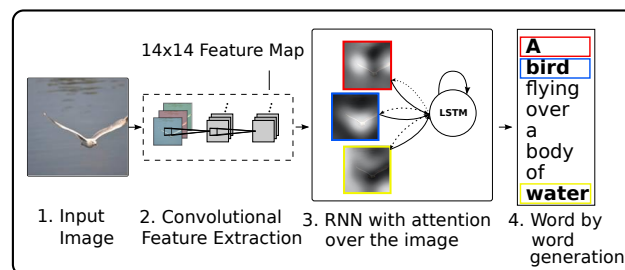 14x14 Feature Map
LSTM
A
bird
flying
over
a
body
of
water
1. Input
Image
2. Convolutional
Feature Extraction
3. RNN with attention
over the image
4. Word by
word
generation